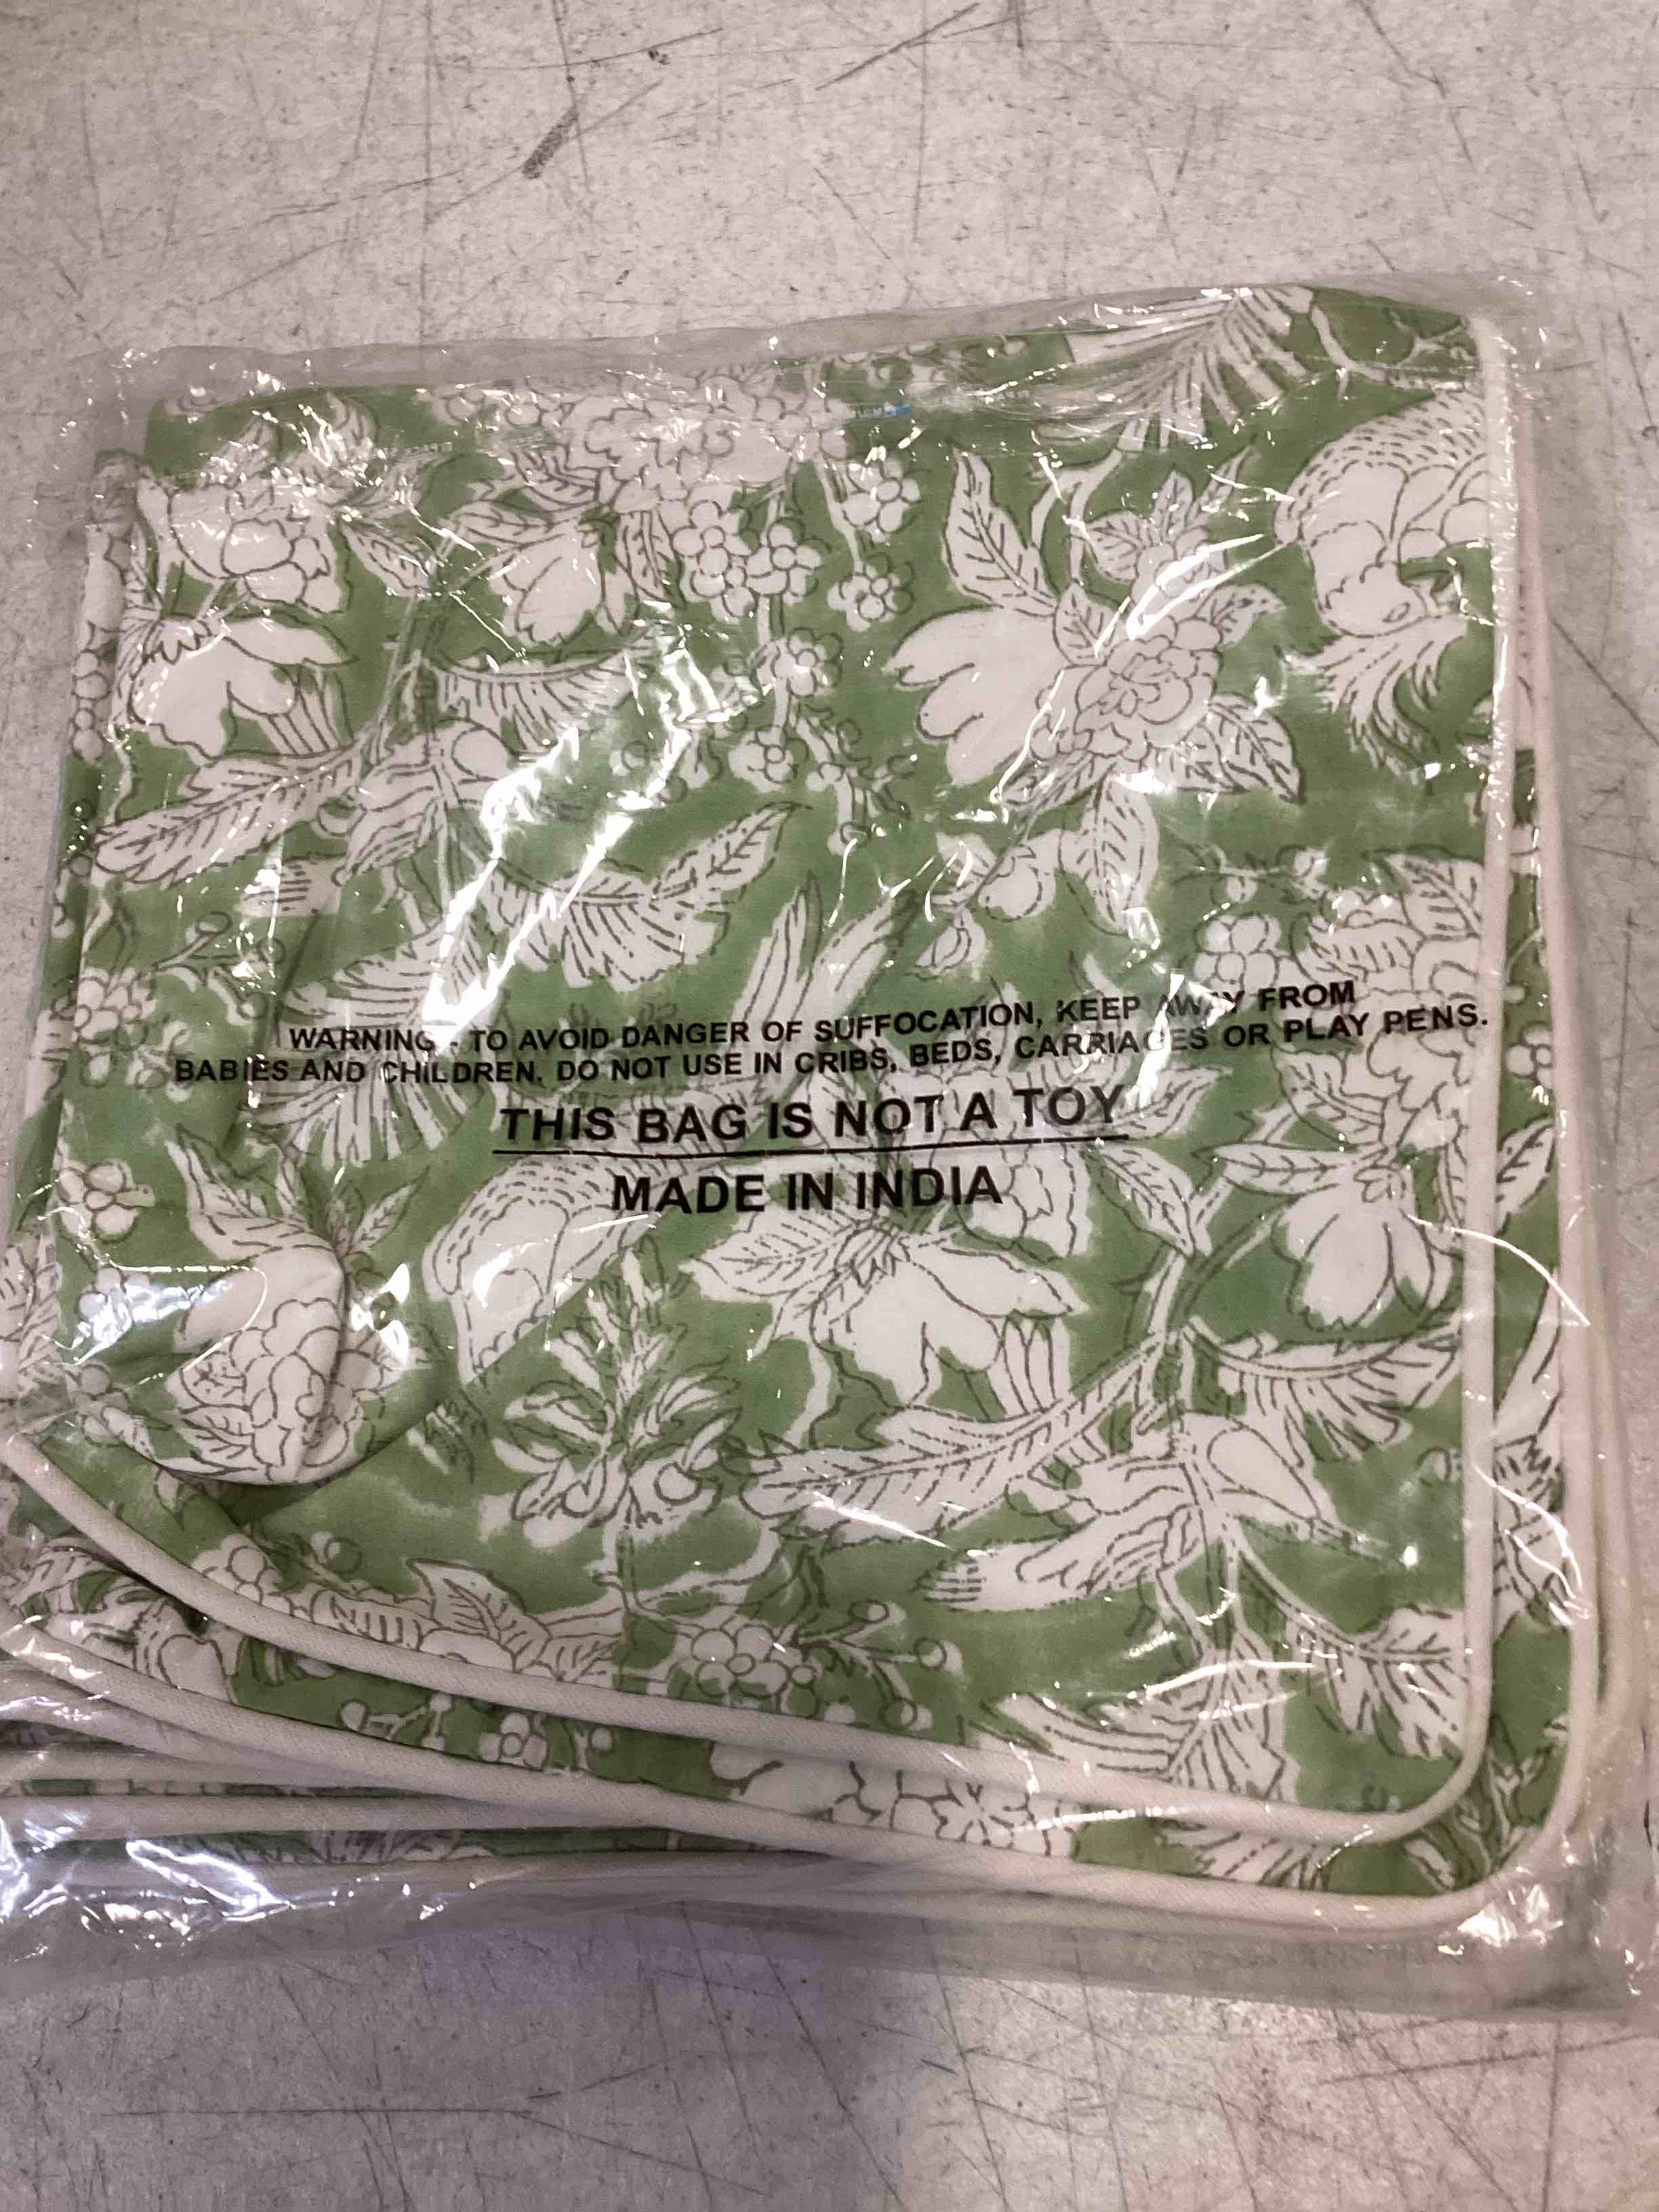 WARNING - TO AVOID DANGER OF SUFFOCATION, KEEP AWAY FROM
BABIES AND CHILDREN. DO NOT USE IN CRIBS, BEDS, CARRIAGES OR PLAY PENS.
THIS BAG IS NOT A TOY
MADE IN INDIA